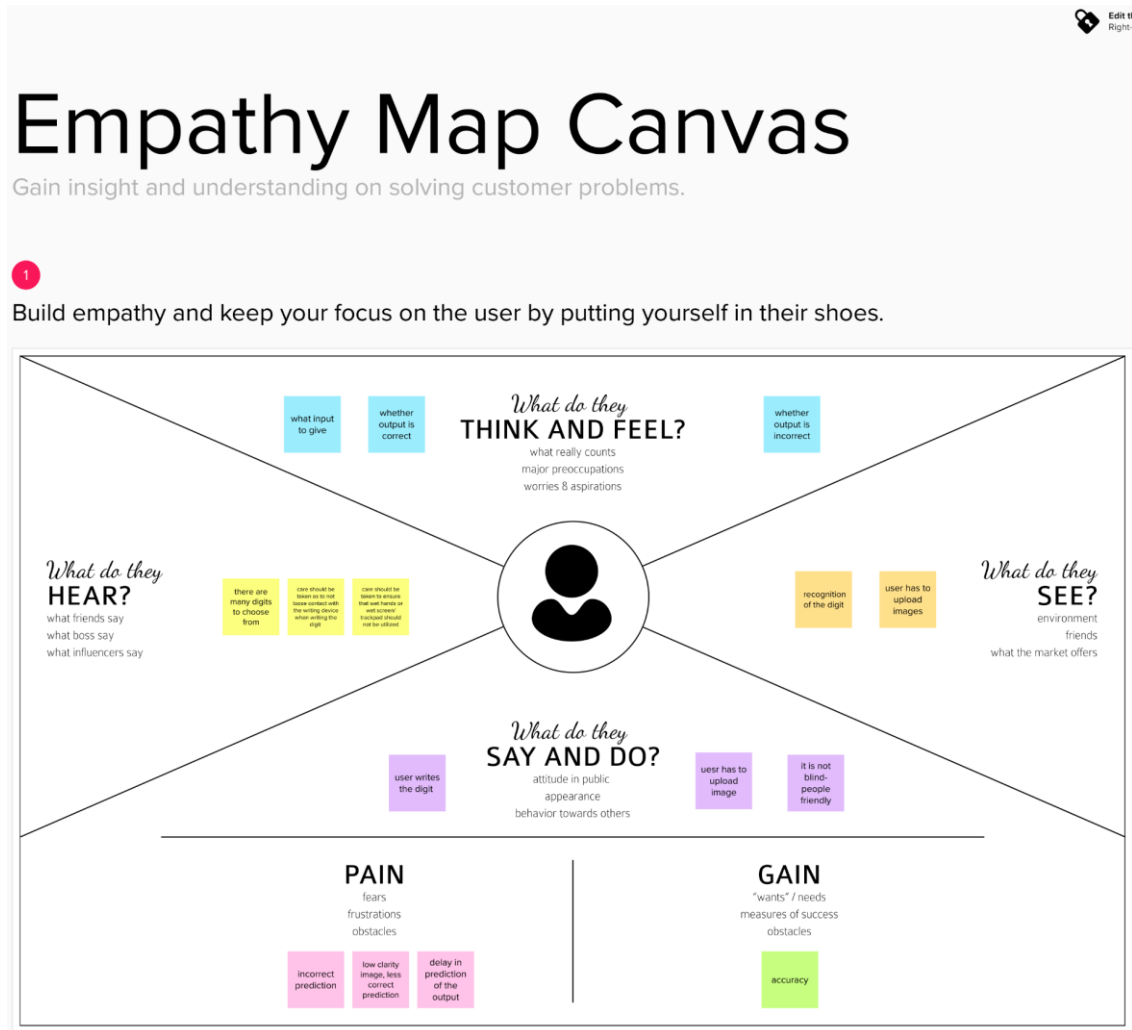 Edit th
Right-
Empathy Map Canvas
Gain insight and understanding on solving customer problems.
1
Build empathy and keep your focus on the user by putting yourself in their shoes.
What do they
THINK AND FEEL?
what really counts
major preoccupations
worries & aspirations
what input
to give
whether
output is
correct
whether
output is
incorrect
What do they
HEAR?
what friends say
what boss say
what influencers say
there are
many digits
to choose
from
care should be
taken as to not
loose contact with
the writing device
when writing the
digit
care should be
taken to ensure
that wet hands or
wet screens'
trackpad should
not be utilized
What do they
SEE?
environment
friends
what the market offers
recognition
of the digit
user has to
upload
images
What do they
SAY AND DO?
attitude in public
appearance
behavior towards others
user writes
the digit
uesr has to
upload
image
it is not
blind-
people
friendly
PAIN
fears
frustrations
obstacles
incorrect
prediction
low clarity
image, less
correct
prediction
delay in
prediction
of the
output
GAIN
"wants" / needs
measures of success
obstacles
accuracy